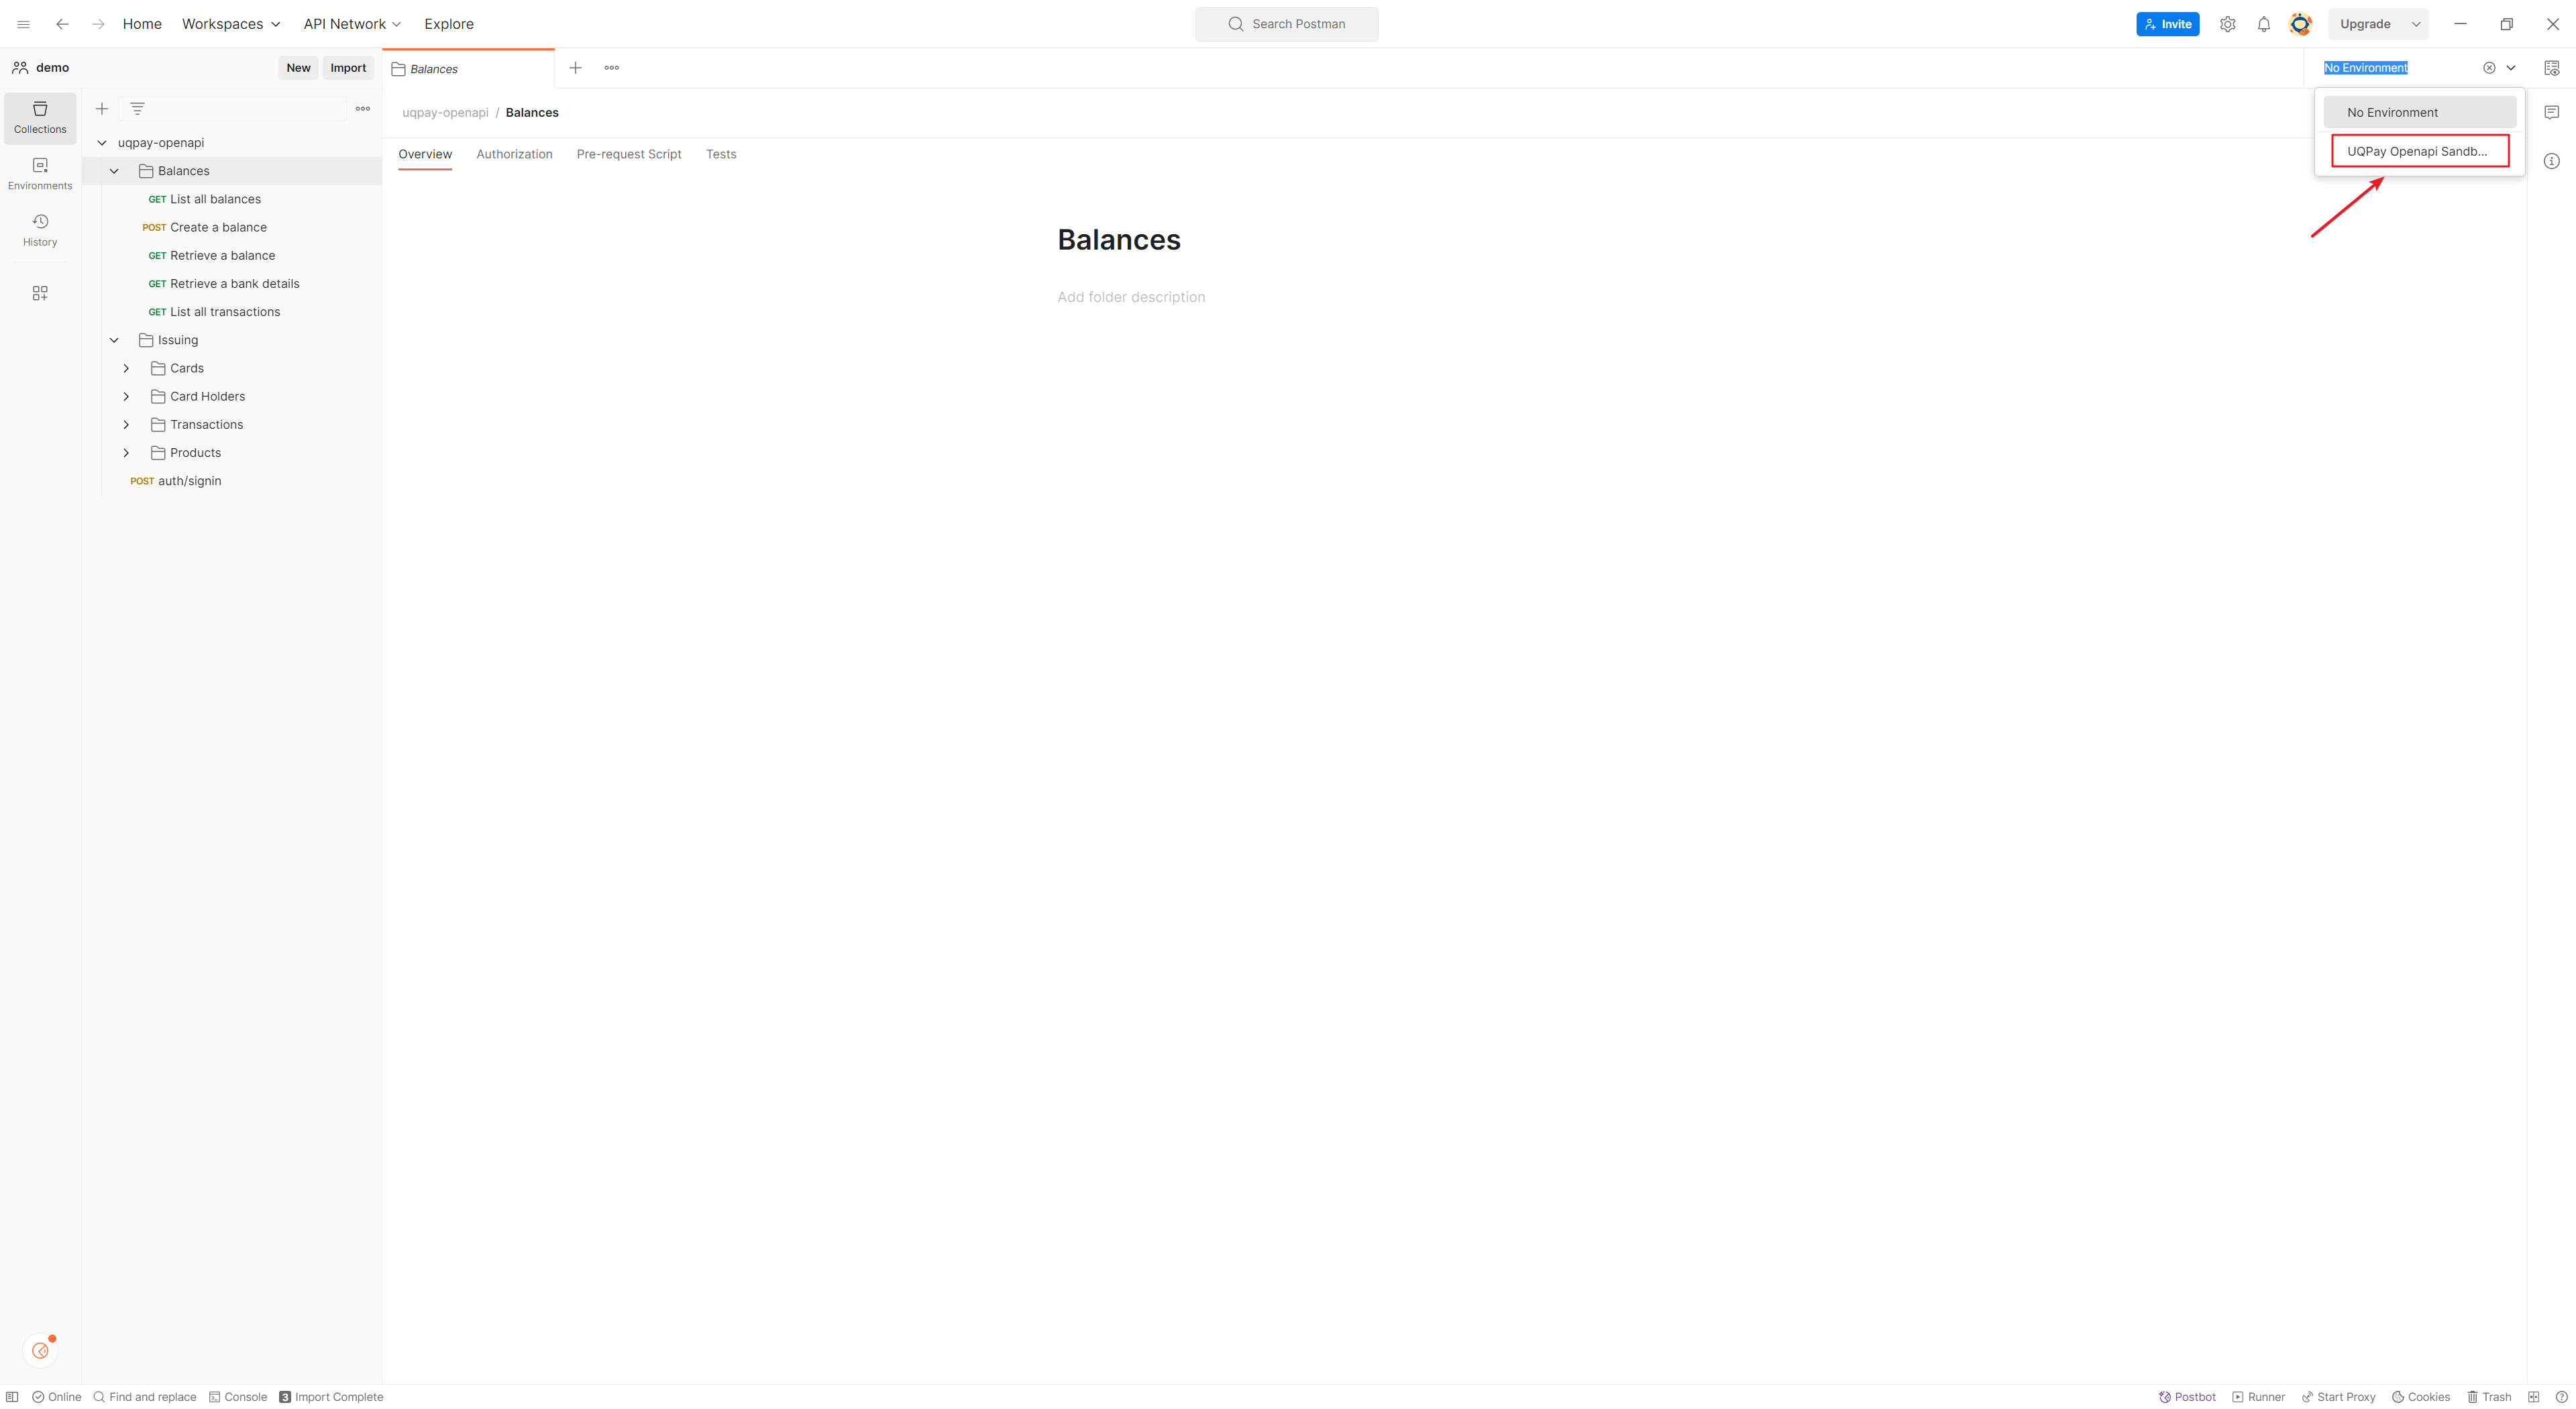 Home Workspaces API Network Explore Search Postman Invite Upgrade
demo New Import Balances No Environment
Collections
Environments
History
uqpay-openapi
Balances
GET List all balances
POST Create a balance
GET Retrieve a balance
GET Retrieve a bank details
GET List all transactions
Issuing
Cards
Card Holders
Transactions
Products
POST auth/signin
uqpay-openapi / Balances
Overview Authorization Pre-request Script Tests
Balances
Add folder description
No Environment
UQPay Openapi Sandb...
Online Find and replace Console 3 Import Complete Postbot Runner Start Proxy Cookies Trash